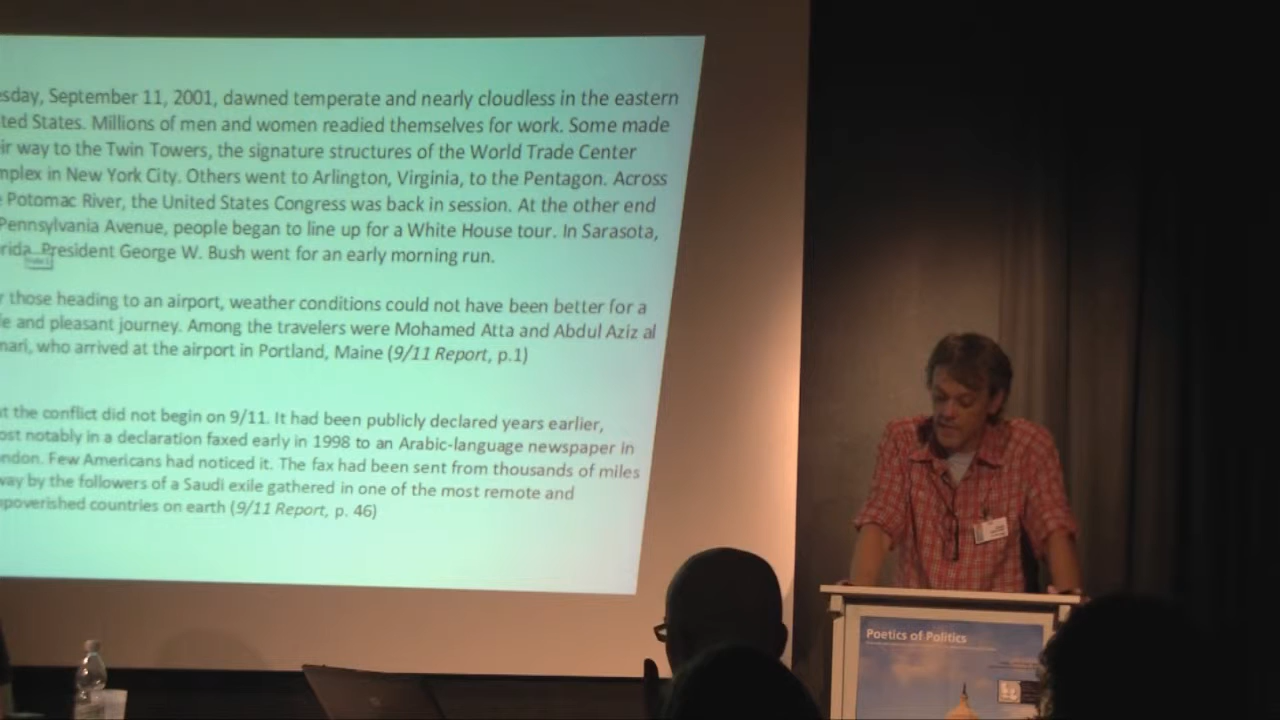 esday, September 11, 2001, dawned temperate and nearly cloudless in the eastern
ted States. Millions of men and women readied themselves for work. Some made
ir way to the Twin Towers, the signature structures of the World Trade Center
mplex in New York City. Others went to Arlington, Virginia, to the Pentagon. Across
e Potomac River, the United States Congress was back in session. At the other end
Pennsylvania Avenue, people began to line up for a White House tour. In Sarasota,
rida, President George W. Bush went for an early morning run.
r those heading to an airport, weather conditions could not have been better for a
fe and pleasant journey. Among the travelers were Mohamed Atta and Abdul Aziz al
mari, who arrived at the airport in Portland, Maine (9/11 Report, p.1)
ut the conflict did not begin on 9/11. It had been publicly declared years earlier,
ost notably in a declaration faxed early in 1998 to an Arabic-language newspaper in
ndon. Few Americans had noticed it. The fax had been sent from thousands of miles
way by the followers of a Saudi exile gathered in one of the most remote and
mpoverished countries on earth (9/11 Report, p. 46)
Poetics of Politics